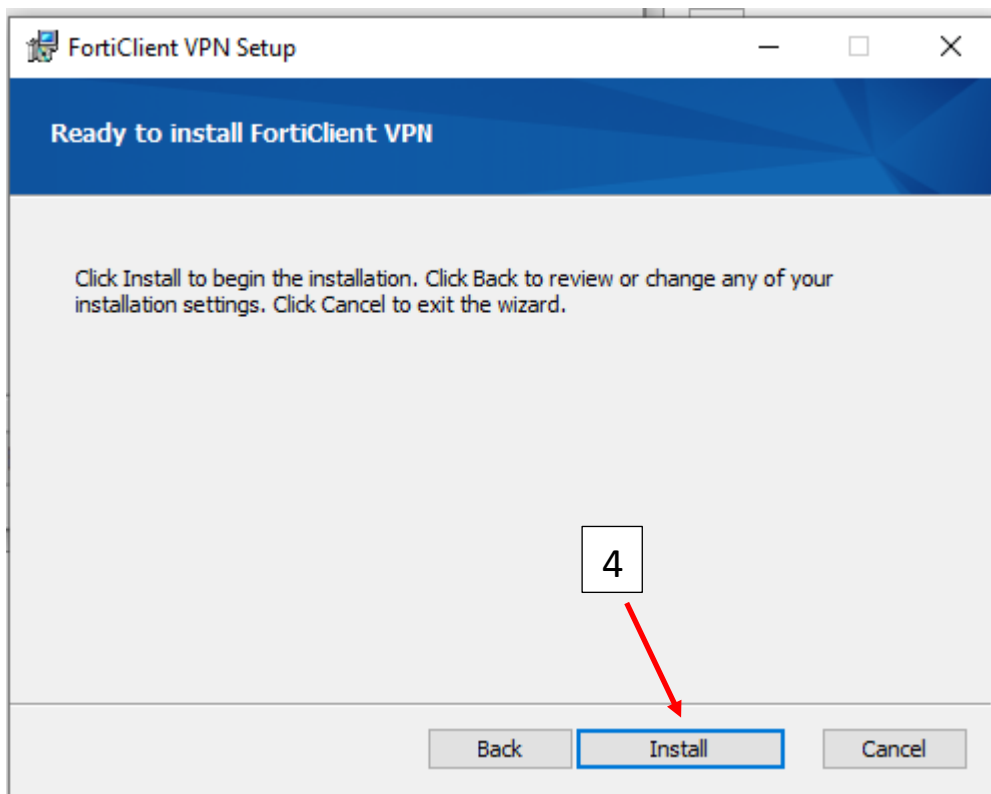 FortiClient VPN Setup
Ready to install FortiClient VPN
Click Install to begin the installation. Click Back to review or change any of your
installation settings. Click Cancel to exit the wizard.
4
Back Install Cancel